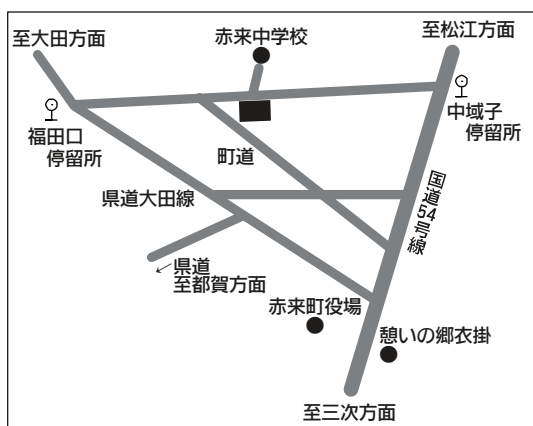 至大田方面
赤来中学校
至松江方面
福田口
停留所
中域子
停留所
町道
県道大田線
国道54号線
←県道
至都賀方面
赤来町役場
憩いの郷衣掛
至三次方面